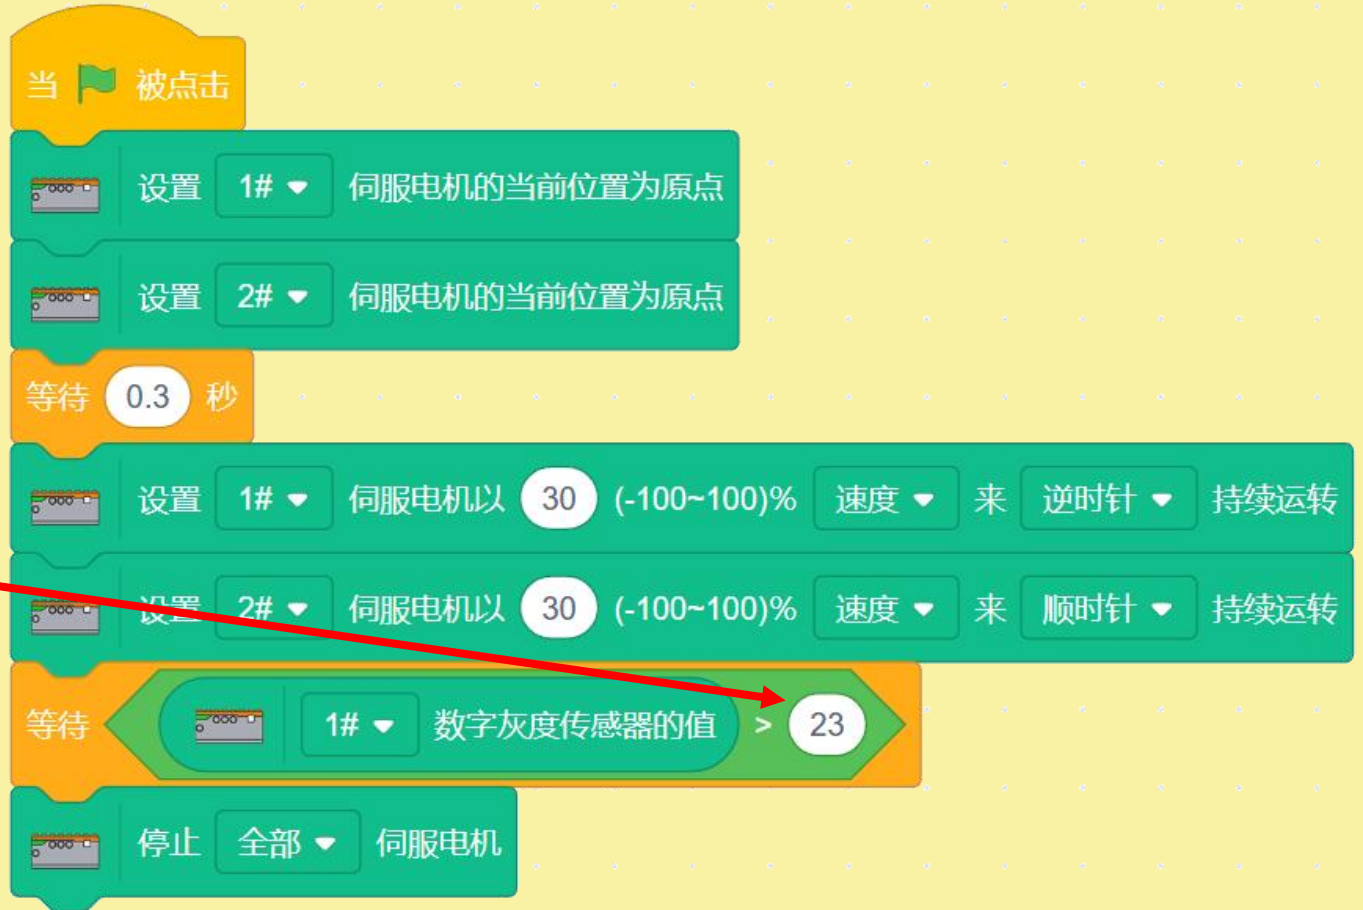 当 被点击
设置 1# 伺服电机的当前位置为原点
设置 2# 伺服电机的当前位置为原点
等待 0.3 秒
设置 1# 伺服电机以 30 (-100~100)% 速度 来 逆时针 持续运转
设置 2# 伺服电机以 30 (-100~100)% 速度 来 顺时针 持续运转
等待 1# 数字灰度传感器的值 > 23
停止 全部 伺服电机